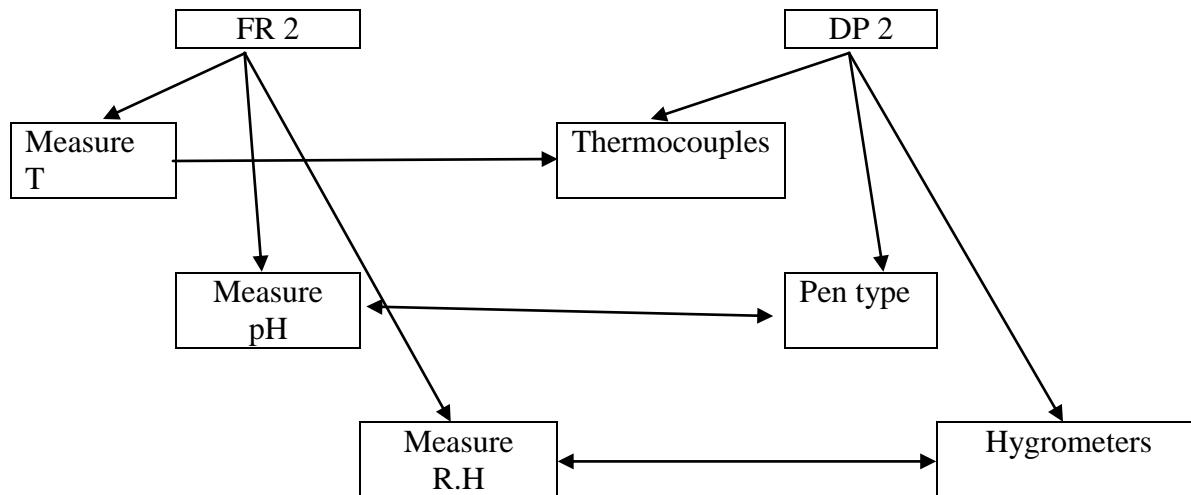 FR 2
DP 2
Measure
T
Thermocouples
Measure
pH
Pen type
Measure
R.H
Hygrometers